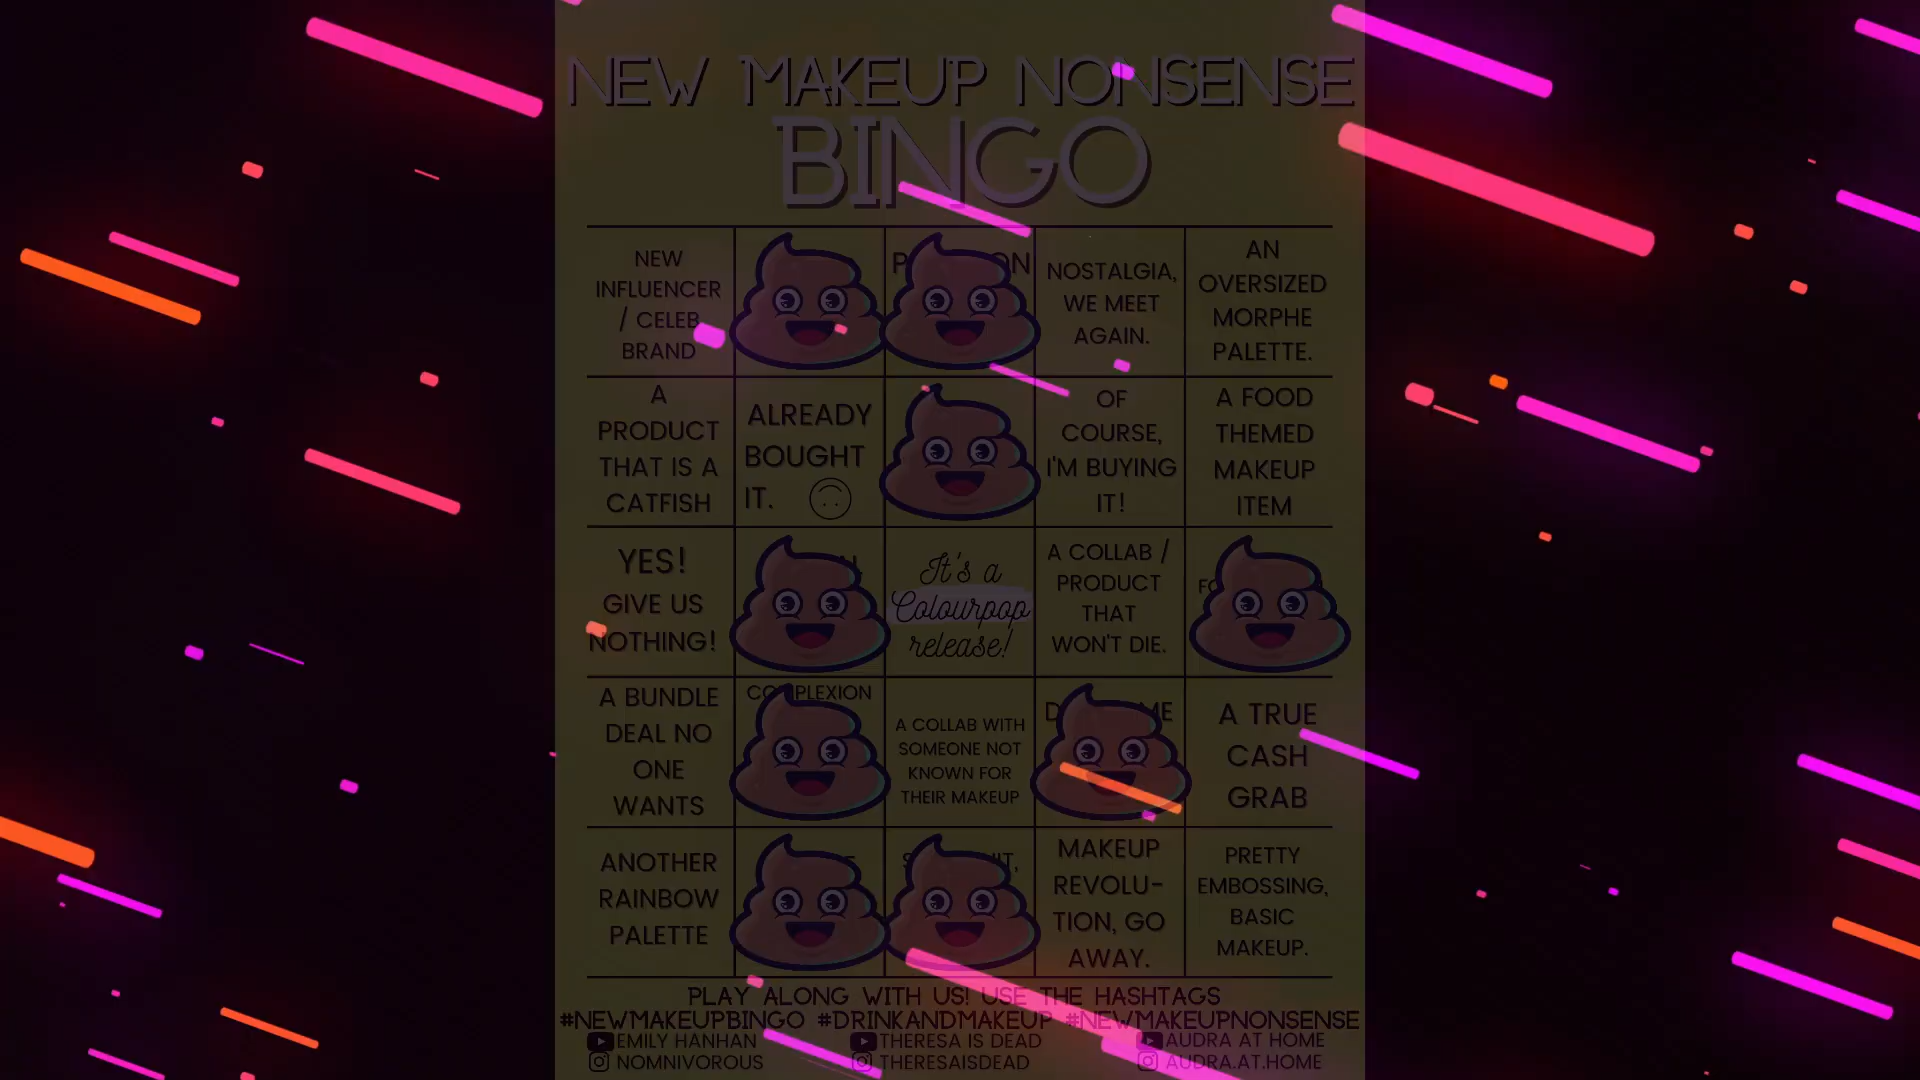 NEW MAKEUP NONSENSE
BINGO
NEW
INFLUENCER
/ CELEB
BRAND
NOSTALGIA,
WE MEET
AGAIN.
AN
OVERSIZED
MORPHE
PALETTE.
A
PRODUCT
THAT IS A
CATFISH
ALREADY
BOUGHT
IT.
OF
COURSE,
I'M BUYING
IT!
A FOOD
THEMED
MAKEUP
ITEM
YES!
GIVE US
NOTHING!
It's a
Colourpop
release!
A COLLAB /
PRODUCT
THAT
WON'T DIE.
A BUNDLE
DEAL NO
ONE
WANTS
COMPLEXION
A COLLAB WITH
SOMEONE NOT
KNOWN FOR
THEIR MAKEUP
A TRUE
CASH
GRAB
ANOTHER
RAINBOW
PALETTE
MAKEUP
REVOLU-
TION, GO
AWAY.
PRETTY
EMBOSSING,
BASIC
MAKEUP.
PLAY ALONG WITH US! USE THE HASHTAGS
#NEWMAKEUPBINGO #DRINKANDMAKEUP #NEWMAKEUPNONSENSE
EMILY HANHAN THERESA IS DEAD AUDRA AT HOME
NOMNIVOROUS THERESAISDEAD AUDRA.AT.HOME